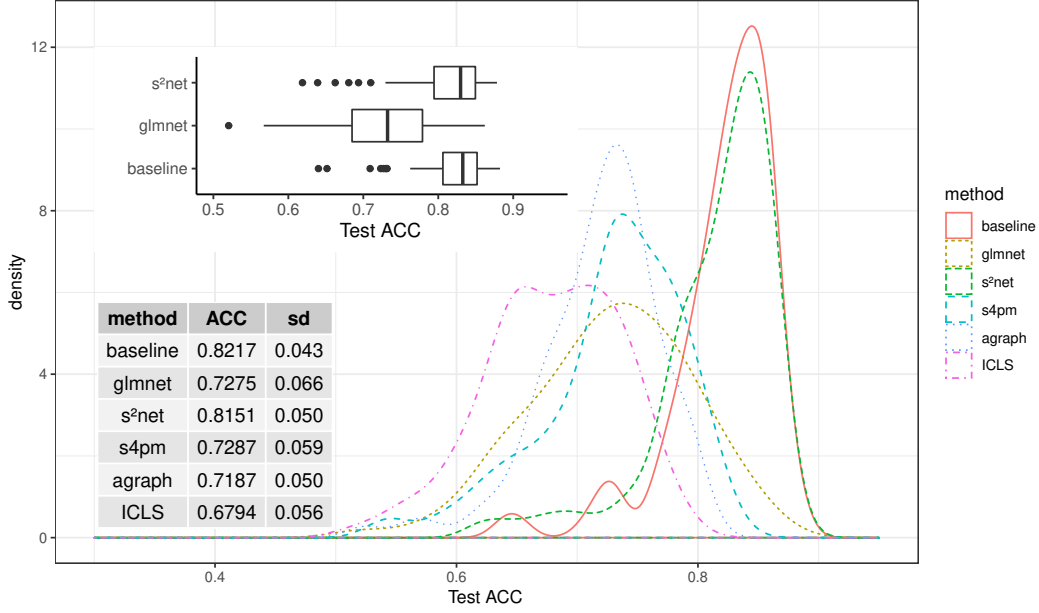 12
8
4
0
density
s²net
glmnet
baseline
0.5 0.6 0.7 0.8 0.9
Test ACC
method ACC sd
baseline 0.8217 0.043
glmnet 0.7275 0.066
s²net 0.8151 0.050
s4pm 0.7287 0.059
agraph 0.7187 0.050
ICLS 0.6794 0.056
0.4 0.6 0.8
Test ACC
method
baseline
glmnet
s²net
s4pm
agraph
ICLS